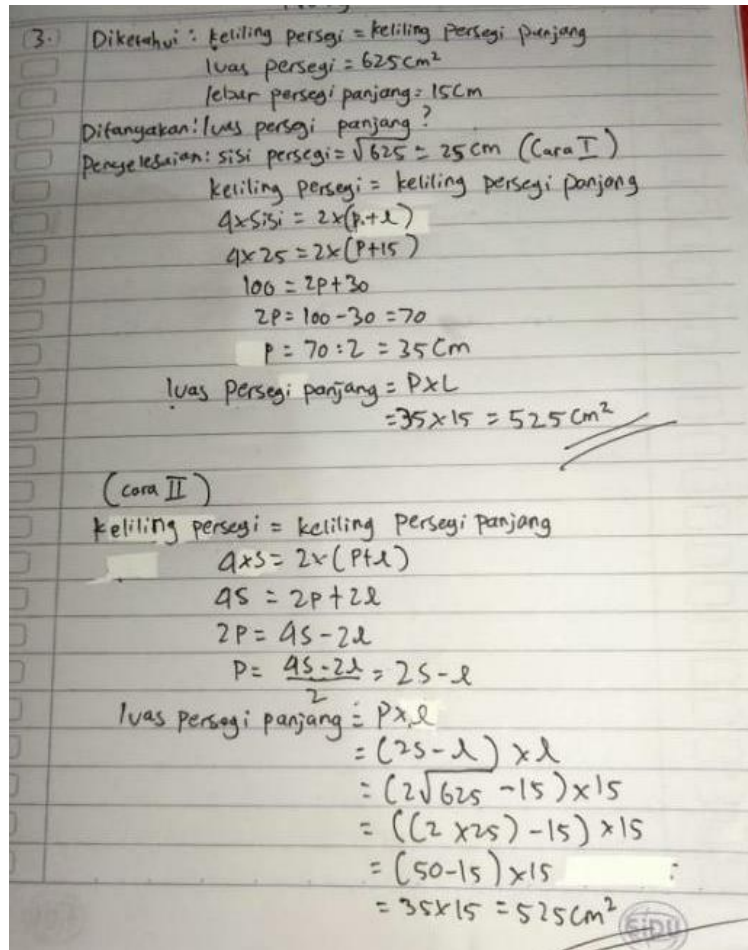 3.) Diketahui : keliling persegi = keliling persegi panjang
luas persegi = 625 cm²
lebar persegi panjang = 15 cm
Ditanyakan : luas persegi panjang ?
Penyelesaian : sisi persegi = √625 = 25 cm (Cara I)
keliling persegi = keliling persegi panjang
4 x sisi = 2 x (p + l)
4 x 25 = 2 x (P + 15)
100 = 2P + 30
2P = 100 - 30 = 70
P = 70 : 2 = 35 cm
luas persegi panjang = P x L
= 35 x 15 = 525 cm²
(cara II)
keliling persegi = keliling persegi panjang
4 x S = 2 x (P + l)
4S = 2P + 2l
2P = 4S - 2l
P = (4S - 2l)/2 = 2S - l
luas persegi panjang = P x l
= (2S - l) x l
= (2√625 - 15) x 15
= ((2 x 25) - 15) x 15
= (50 - 15) x 15
= 35 x 15 = 525 cm²
SiDU